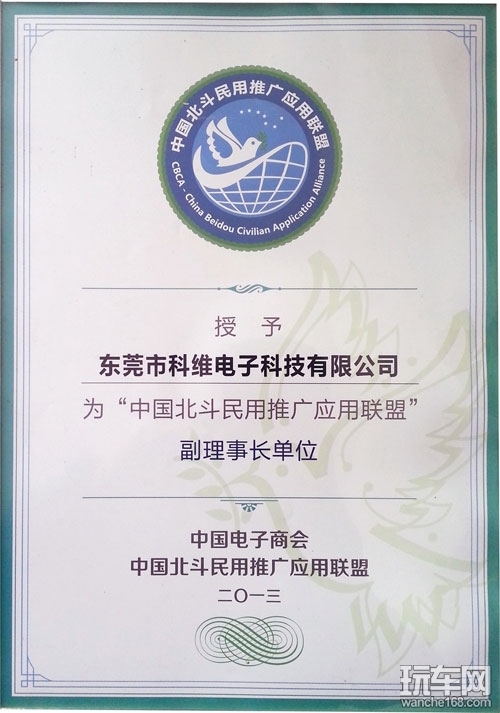 中国北斗民用推广应用联盟
CBCA - China Beidou Civilian Application Alliance
授 予
东莞市科维电子科技有限公司
为“中国北斗民用推广应用联盟”
副理事长单位
中国电子商会
中国北斗民用推广应用联盟
二〇一三
玩车网
wanche168.com